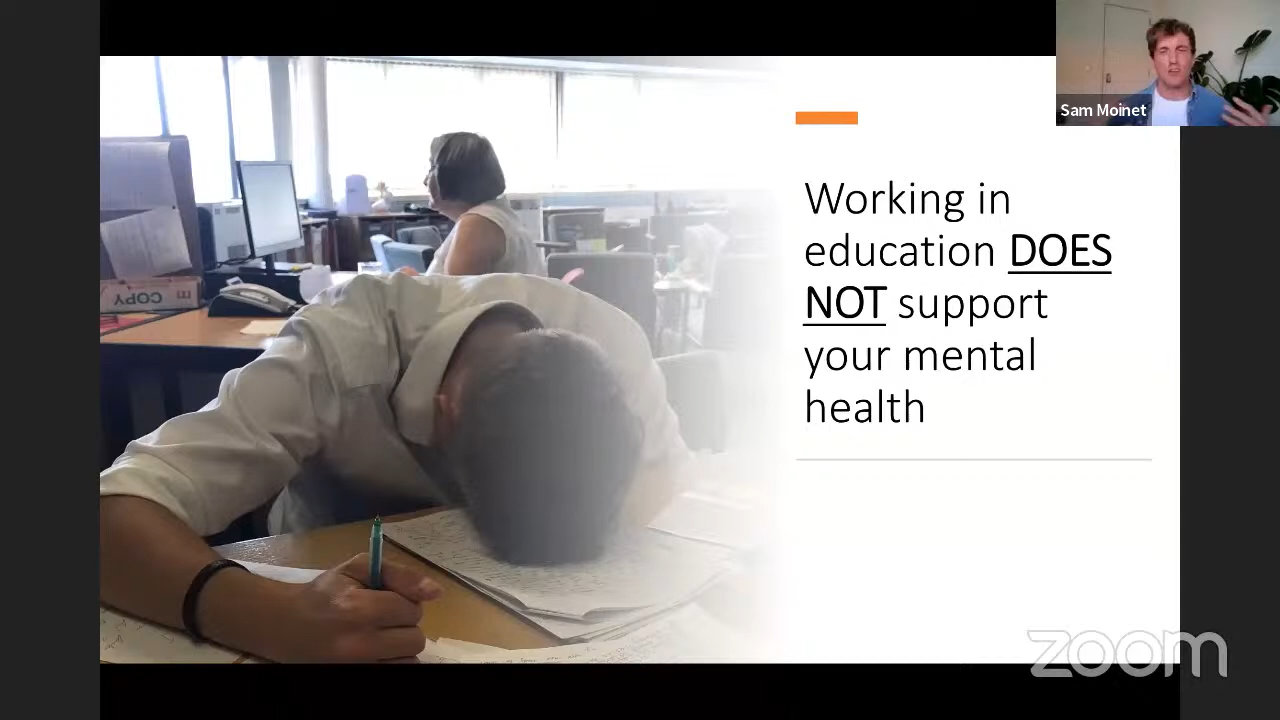 Sam Moinet
Working in
education DOES
NOT support
your mental
health
COPY
zoom